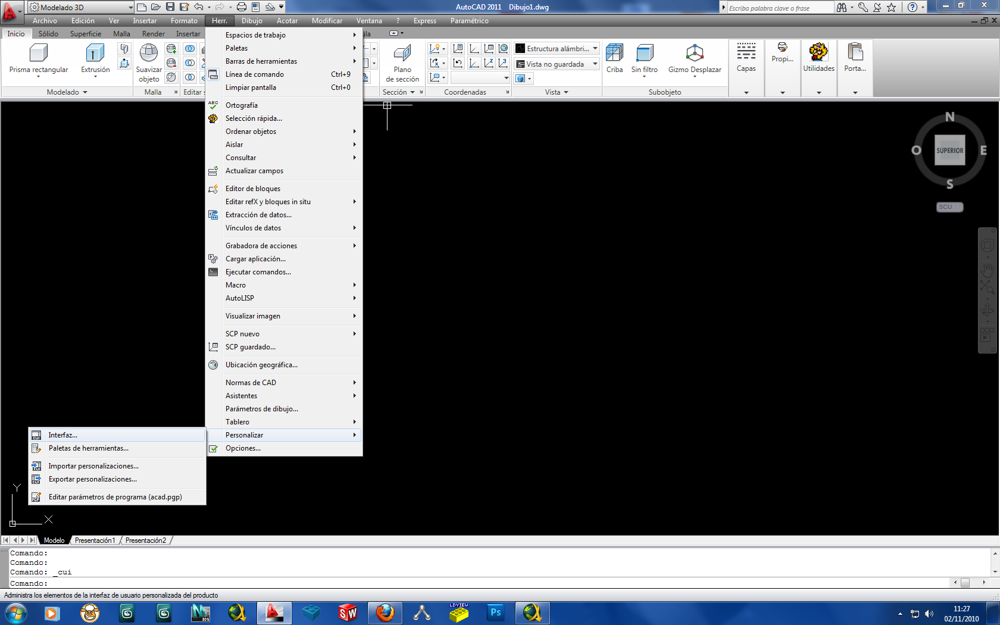 Modelado 3D
AutoCAD 2011 Dibujo1.dwg
Escriba palabra clave o frase
Archivo Edición Ver Insertar Formato Herr. Dibujo Acotar Modificar Ventana ? Express Paramétrico
Inicio Sólido Superficie Malla Render Insertar
Prisma rectangular
Extrusión
Suavizar
objeto
Plano
de sección
Estructura alámbri...
Vista no guardada
Criba
Sin filtro
Gizmo Desplazar
Capas
Propi...
Utilidades
Porta...
Modelado
Malla
Editar
Sección
Coordenadas
Vista
Subobjeto
Espacios de trabajo
Paletas
Barras de herramientas
Línea de comando Ctrl+9
Limpiar pantalla Ctrl+0
ABC
Ortografía
Selección rápida...
Ordenar objetos
Aislar
Consultar
Actualizar campos
Editor de bloques
Editar refX y bloques in situ
Extracción de datos...
Vínculos de datos
Grabadora de acciones
Cargar aplicación...
Ejecutar comandos...
Macro
AutoLISP
Visualizar imagen
SCP nuevo
SCP guardado...
Ubicación geográfica...
Normas de CAD
Asistentes
Parámetros de dibujo...
Tablero
Personalizar
Opciones...
Interfaz...
Paletas de herramientas...
Importar personalizaciones...
Exportar personalizaciones...
Editar parámetros de programa (acad.pgp)
N
O
SUPERIOR
E
S
SCU
Y
X
Modelo Presentación1 Presentación2
Comando:
Comando:
Comando: _cui
Comando:
Administra los elementos de la interfaz de usuario personalizada del producto
3DS
SW
LDVIEW
Ps
11:27
02/11/2010